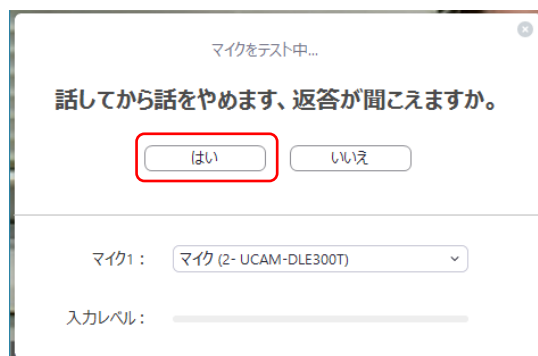 マイクをテスト中...
話してから話をやめます、返答が聞こえますか。
はい
いいえ
マイク1：
マイク (2- UCAM-DLE300T)
入力レベル：